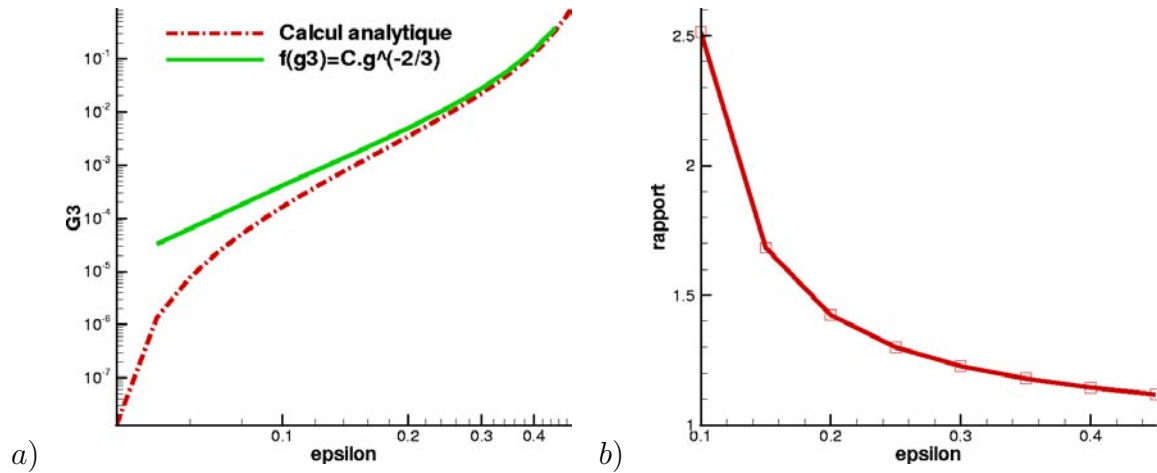 Calcul analytique
f(g3)=C.g^(-2/3)
G3
10^-1
10^-2
10^-3
10^-4
10^-5
10^-6
10^-7
0.1 0.2 0.3 0.4
epsilon
a)
rapport
2.5
2
1.5
1
0.1 0.2 0.3 0.4
epsilon
b)